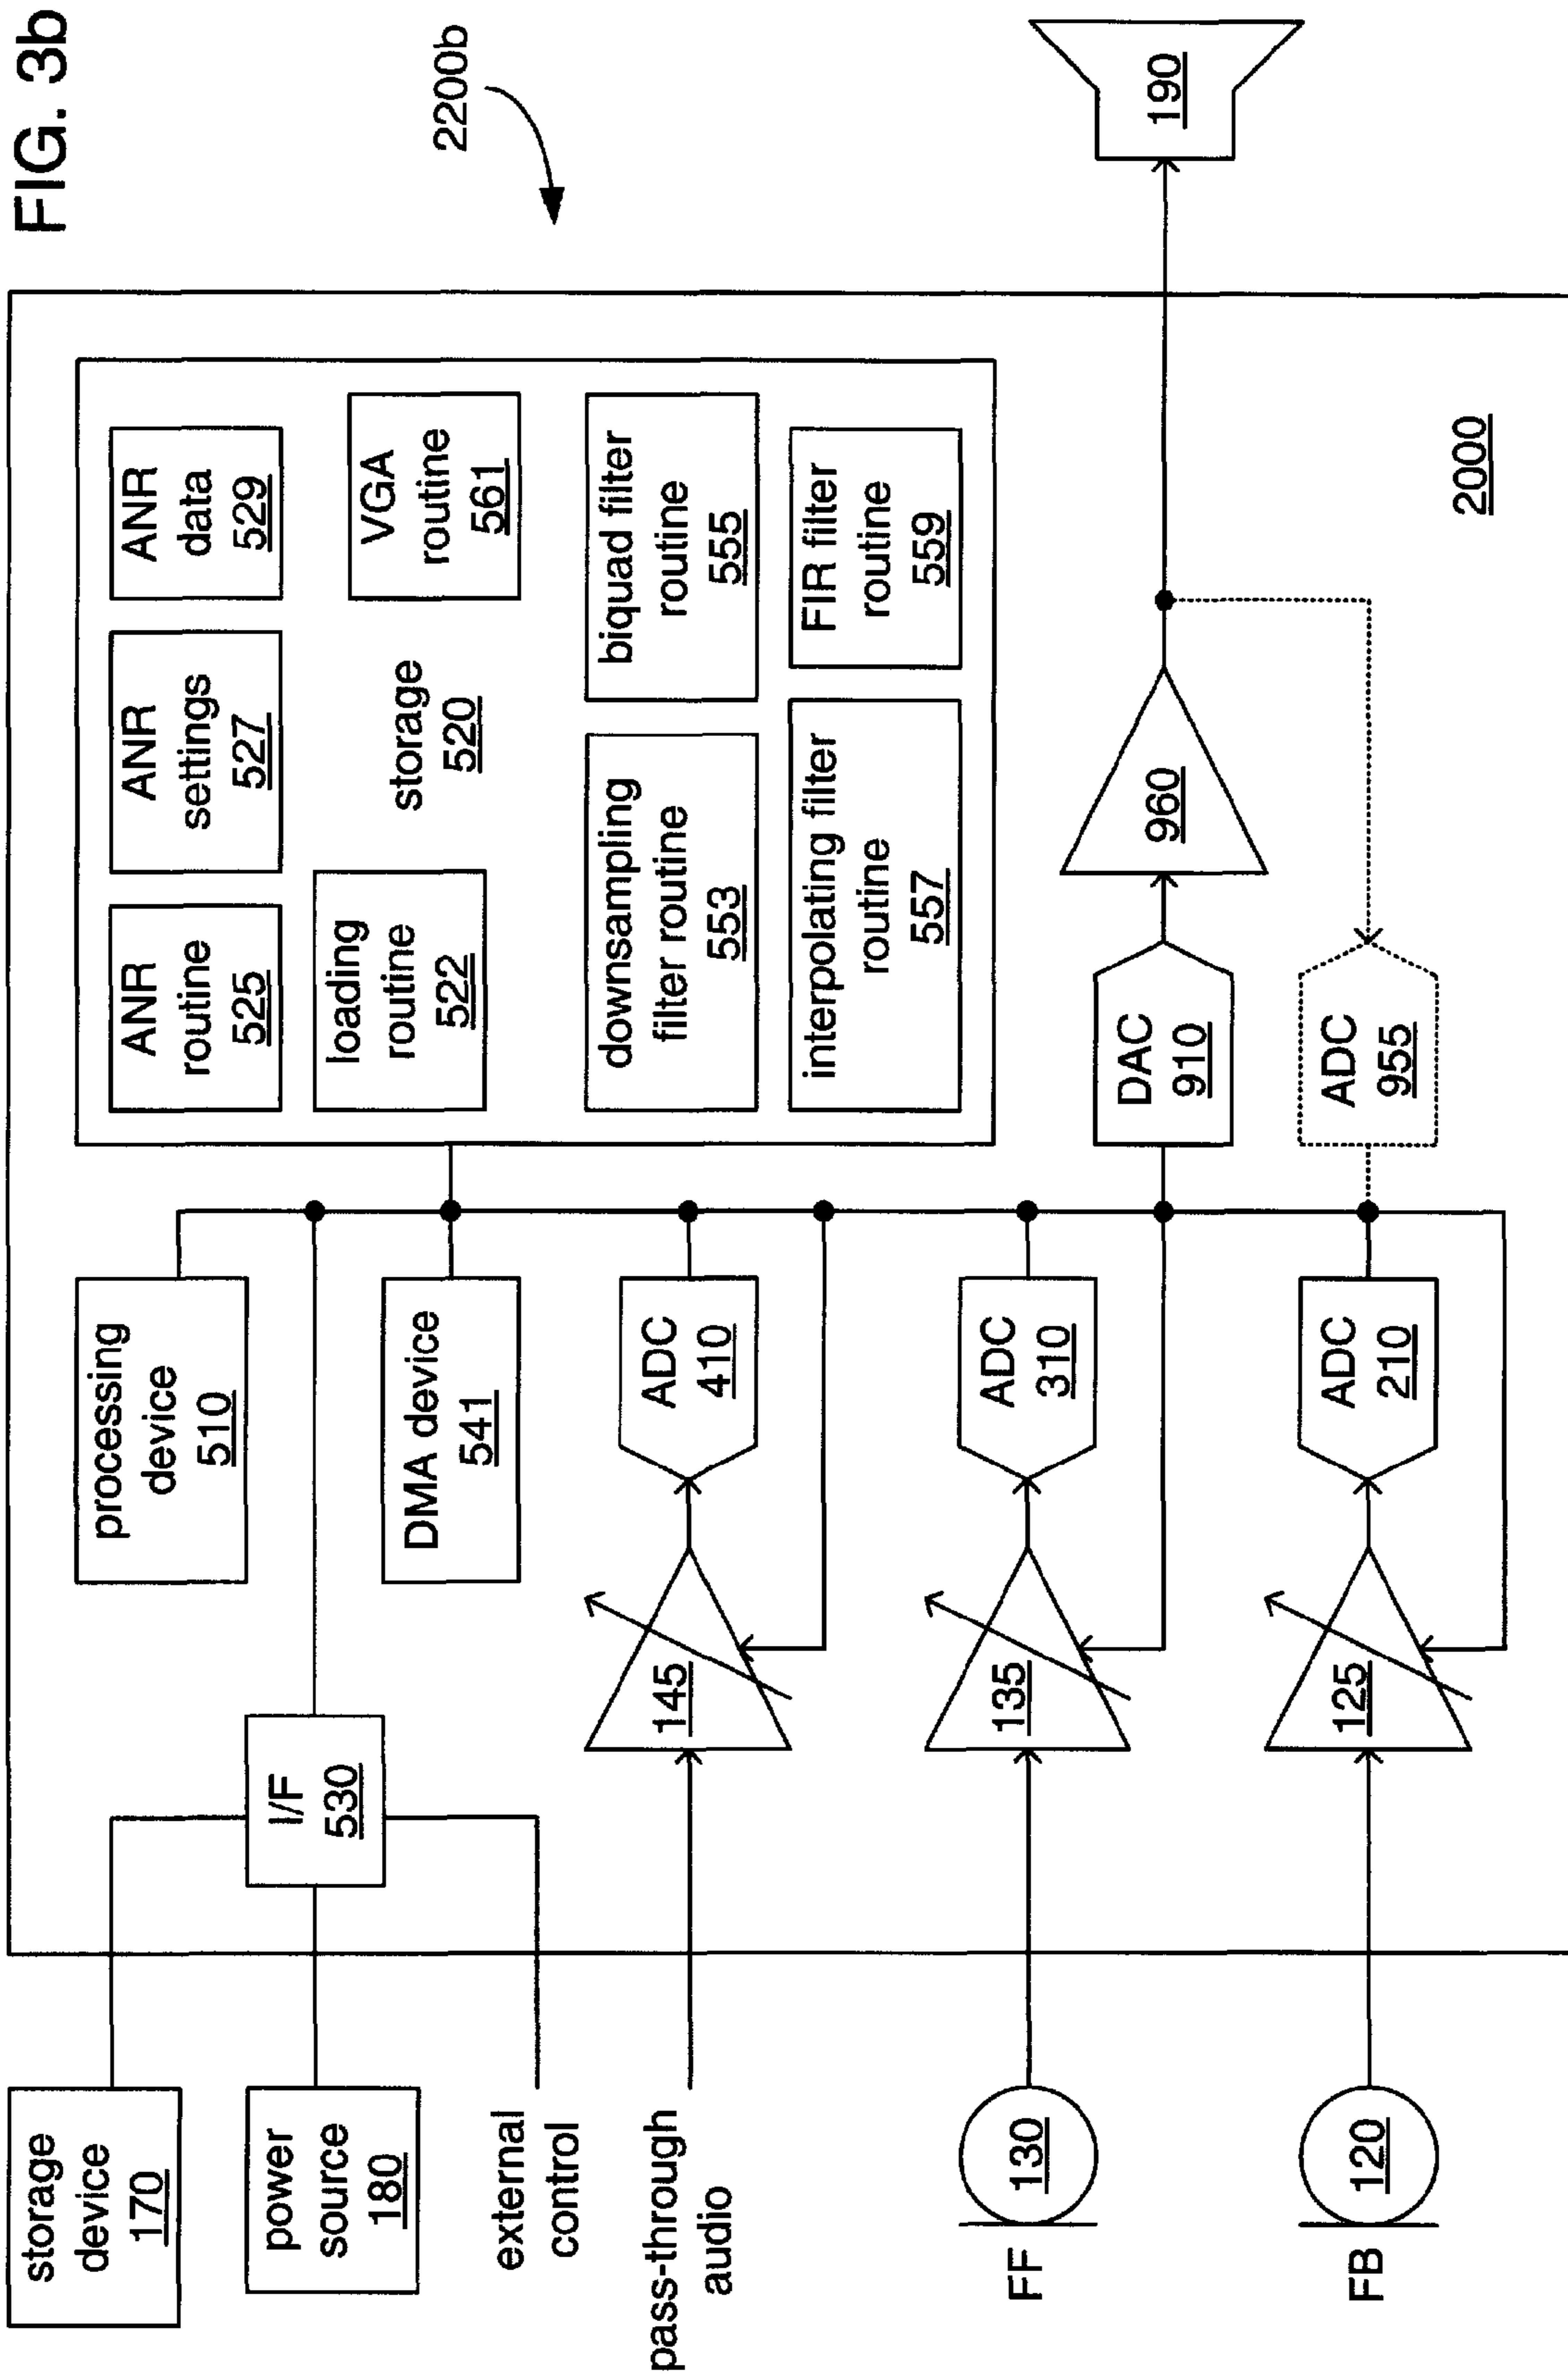 FIG. 3b
2200b
storage
device
170
power
source
180
external
control
pass-through
audio
FF
130
FB
120
I/F
530
processing
device
510
DMA device
541
145
ADC
410
135
ADC
310
125
ADC
210
ANR
routine
525
ANR
settings
527
ANR
data
529
loading
routine
522
storage
520
VGA
routine
561
downsampling
filter routine
553
biquad filter
routine
555
interpolating filter
routine
557
FIR filter
routine
559
DAC
910
ADC
955
960
190
2000